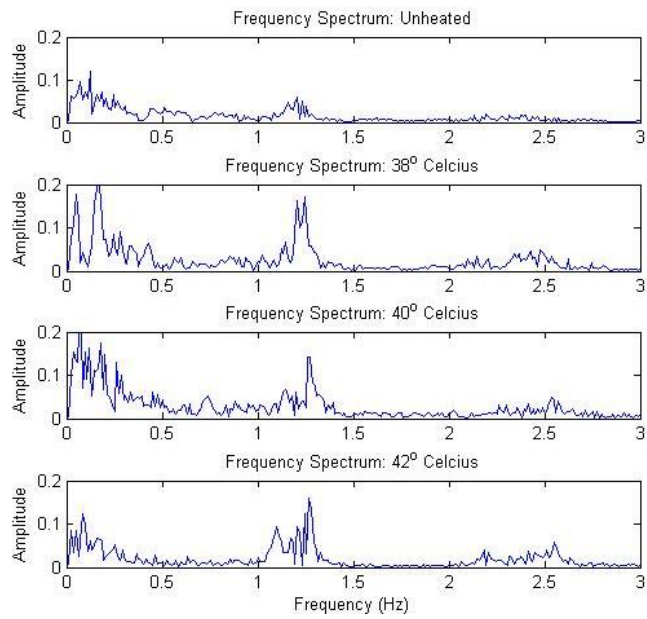 Frequency Spectrum: Unheated
0.2
0.1
0
Amplitude
0 0.5 1 1.5 2 2.5 3
Frequency Spectrum: 38o Celcius
0.2
0.1
0
Amplitude
0 0.5 1 1.5 2 2.5 3
Frequency Spectrum: 40o Celcius
0.2
0.1
0
Amplitude
0 0.5 1 1.5 2 2.5 3
Frequency Spectrum: 42o Celcius
0.2
0.1
0
Amplitude
0 0.5 1 1.5 2 2.5 3
Frequency (Hz)